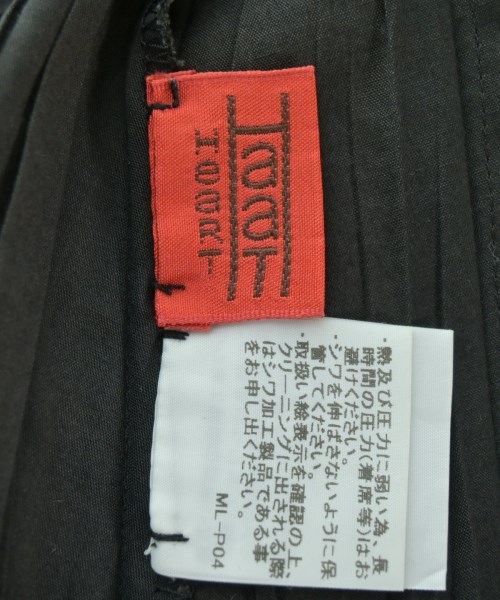 HaaT
HeaRT
・熱及び圧力に弱い為、長
時間の圧力(着席等)はお
避けください。
・シワを伸ばさないように保
管してください。
・取扱い絵表示を確認の上、
クリーニングに出される際
はシワ加工製品である事
をお申し出ください。
ML-P04